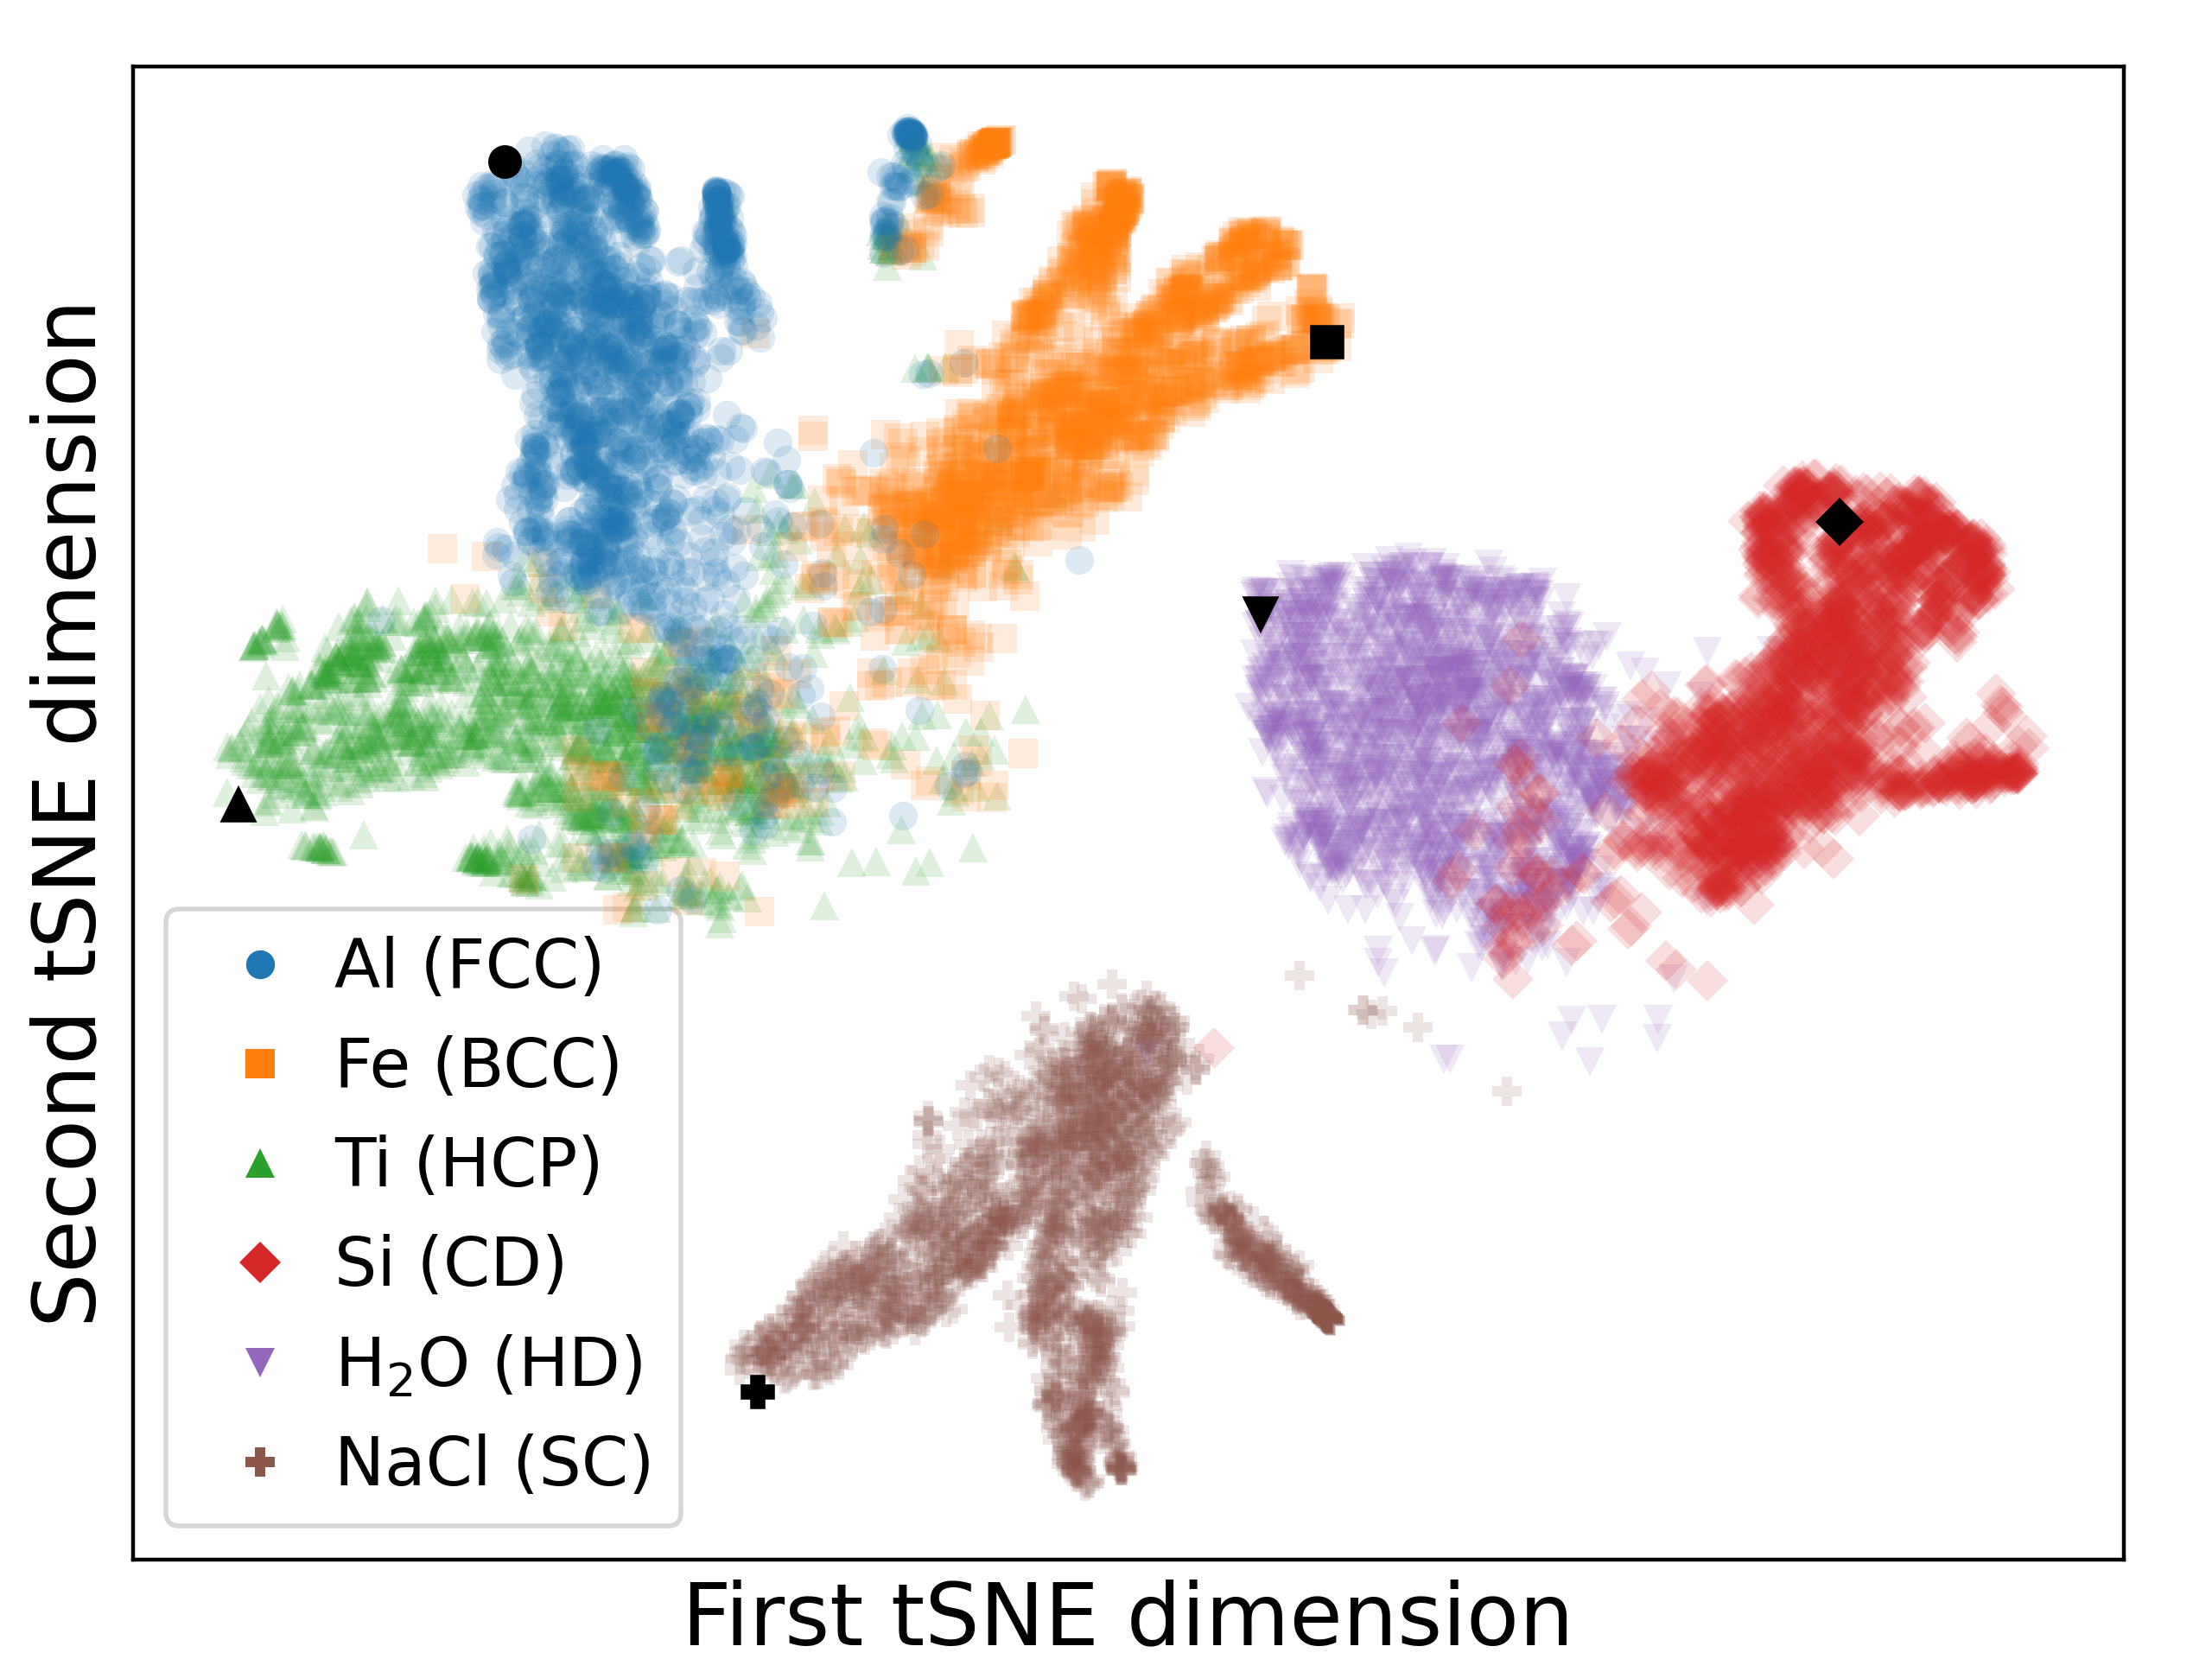 Second tSNE dimension
Al (FCC)
Fe (BCC)
Ti (HCP)
Si (CD)
H₂O (HD)
NaCl (SC)
First tSNE dimension